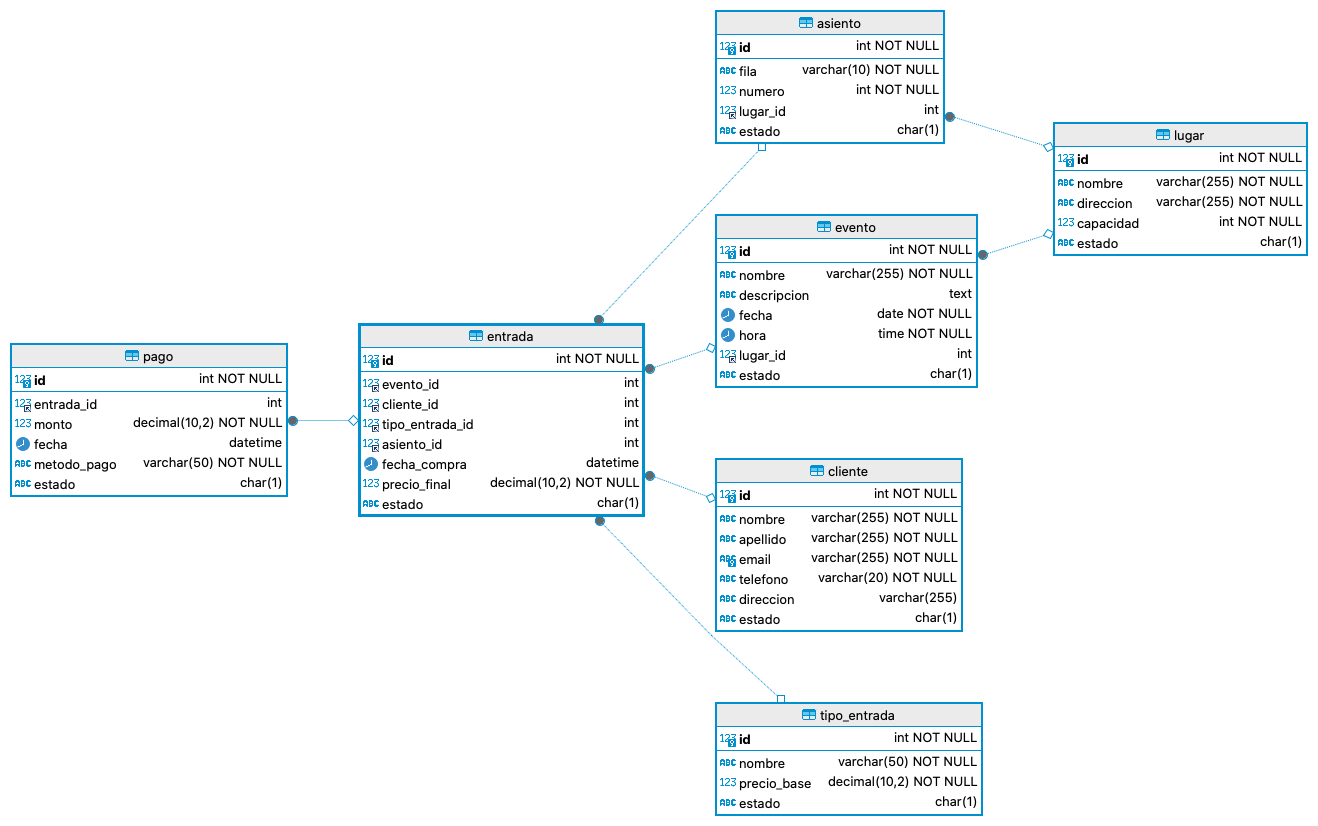 asiento
id int NOT NULL
fila varchar(10) NOT NULL
numero int NOT NULL
lugar_id int
estado char(1)
lugar
id int NOT NULL
nombre varchar(255) NOT NULL
direccion varchar(255) NOT NULL
capacidad int NOT NULL
estado char(1)
evento
id int NOT NULL
nombre varchar(255) NOT NULL
descripcion text
fecha date NOT NULL
hora time NOT NULL
lugar_id int
estado char(1)
entrada
id int NOT NULL
evento_id int
cliente_id int
tipo_entrada_id int
asiento_id int
fecha_compra datetime
precio_final decimal(10,2) NOT NULL
estado char(1)
pago
id int NOT NULL
entrada_id int
monto decimal(10,2) NOT NULL
fecha datetime
metodo_pago varchar(50) NOT NULL
estado char(1)
cliente
id int NOT NULL
nombre varchar(255) NOT NULL
apellido varchar(255) NOT NULL
email varchar(255) NOT NULL
telefono varchar(20) NOT NULL
direccion varchar(255)
estado char(1)
tipo_entrada
id int NOT NULL
nombre varchar(50) NOT NULL
precio_base decimal(10,2) NOT NULL
estado char(1)